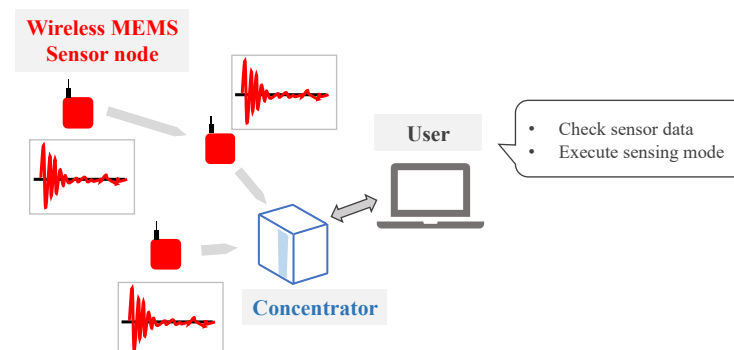 Wireless MEMS
Sensor node
User
• Check sensor data
• Execute sensing mode
Concentrator